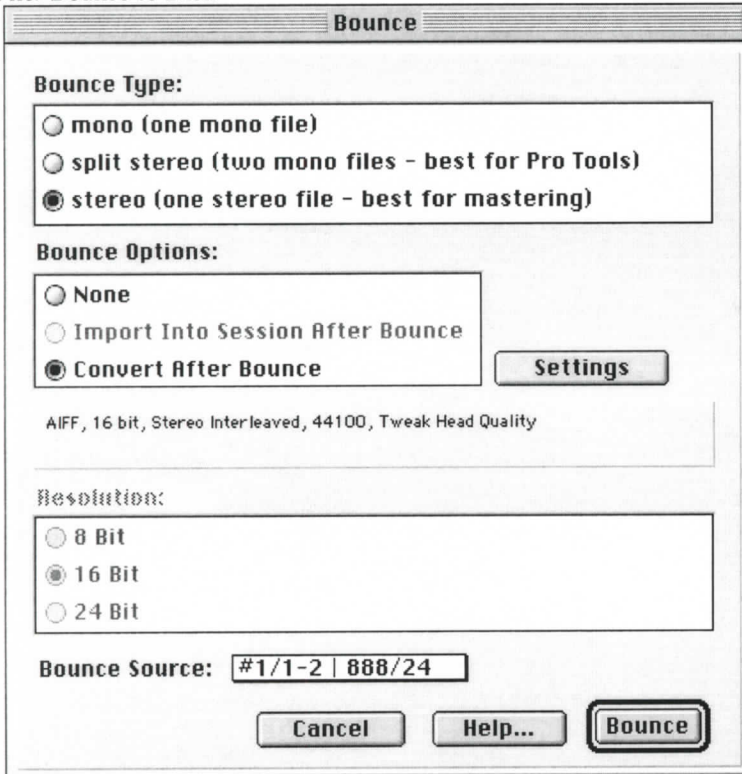 Bounce
Bounce Type:
mono (one mono file)
split stereo (two mono files - best for Pro Tools)
stereo (one stereo file - best for mastering)
Bounce Options:
None
Import Into Session After Bounce
Convert After Bounce
Settings
AIFF, 16 bit, Stereo Interleaved, 44100, Tweak Head Quality
Resolution:
8 Bit
16 Bit
24 Bit
Bounce Source: #1/1-2 | 888/24
Cancel Help... Bounce